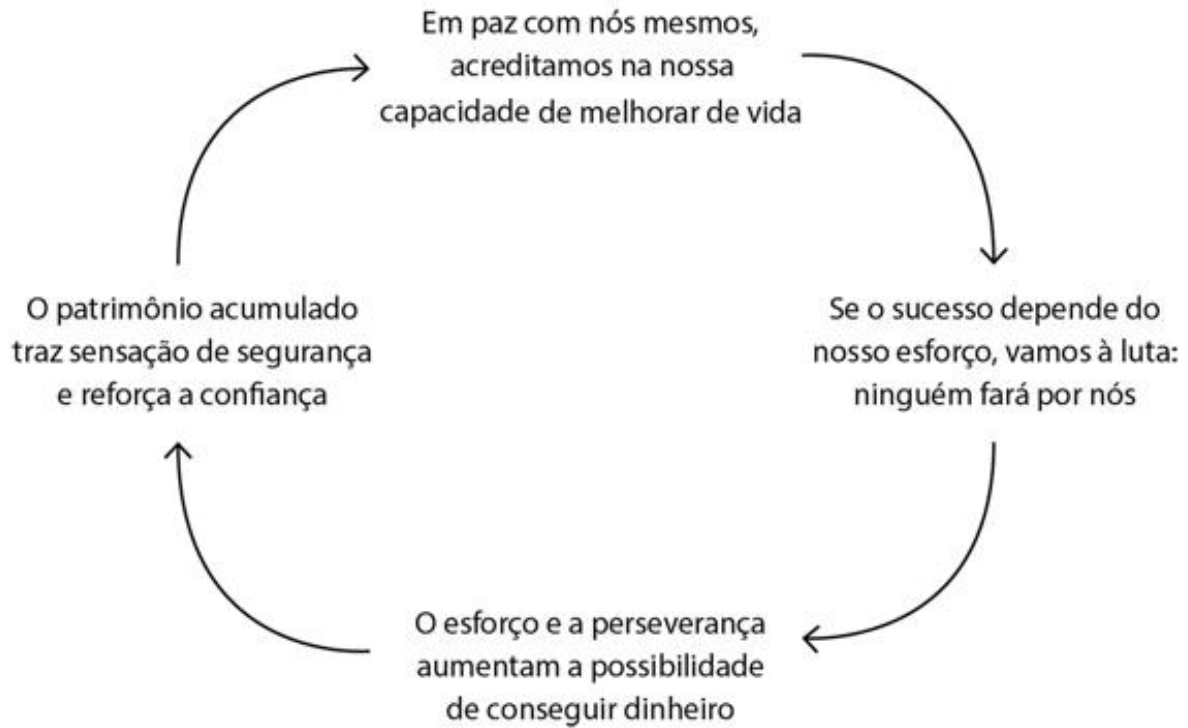 Em paz com nós mesmos,
acreditamos na nossa
capacidade de melhorar de vida
Se o sucesso depende do
nosso esforço, vamos à luta:
ninguém fará por nós
O esforço e a perseverança
aumentam a possibilidade
de conseguir dinheiro
O patrimônio acumulado
traz sensação de segurança
e reforça a confiança